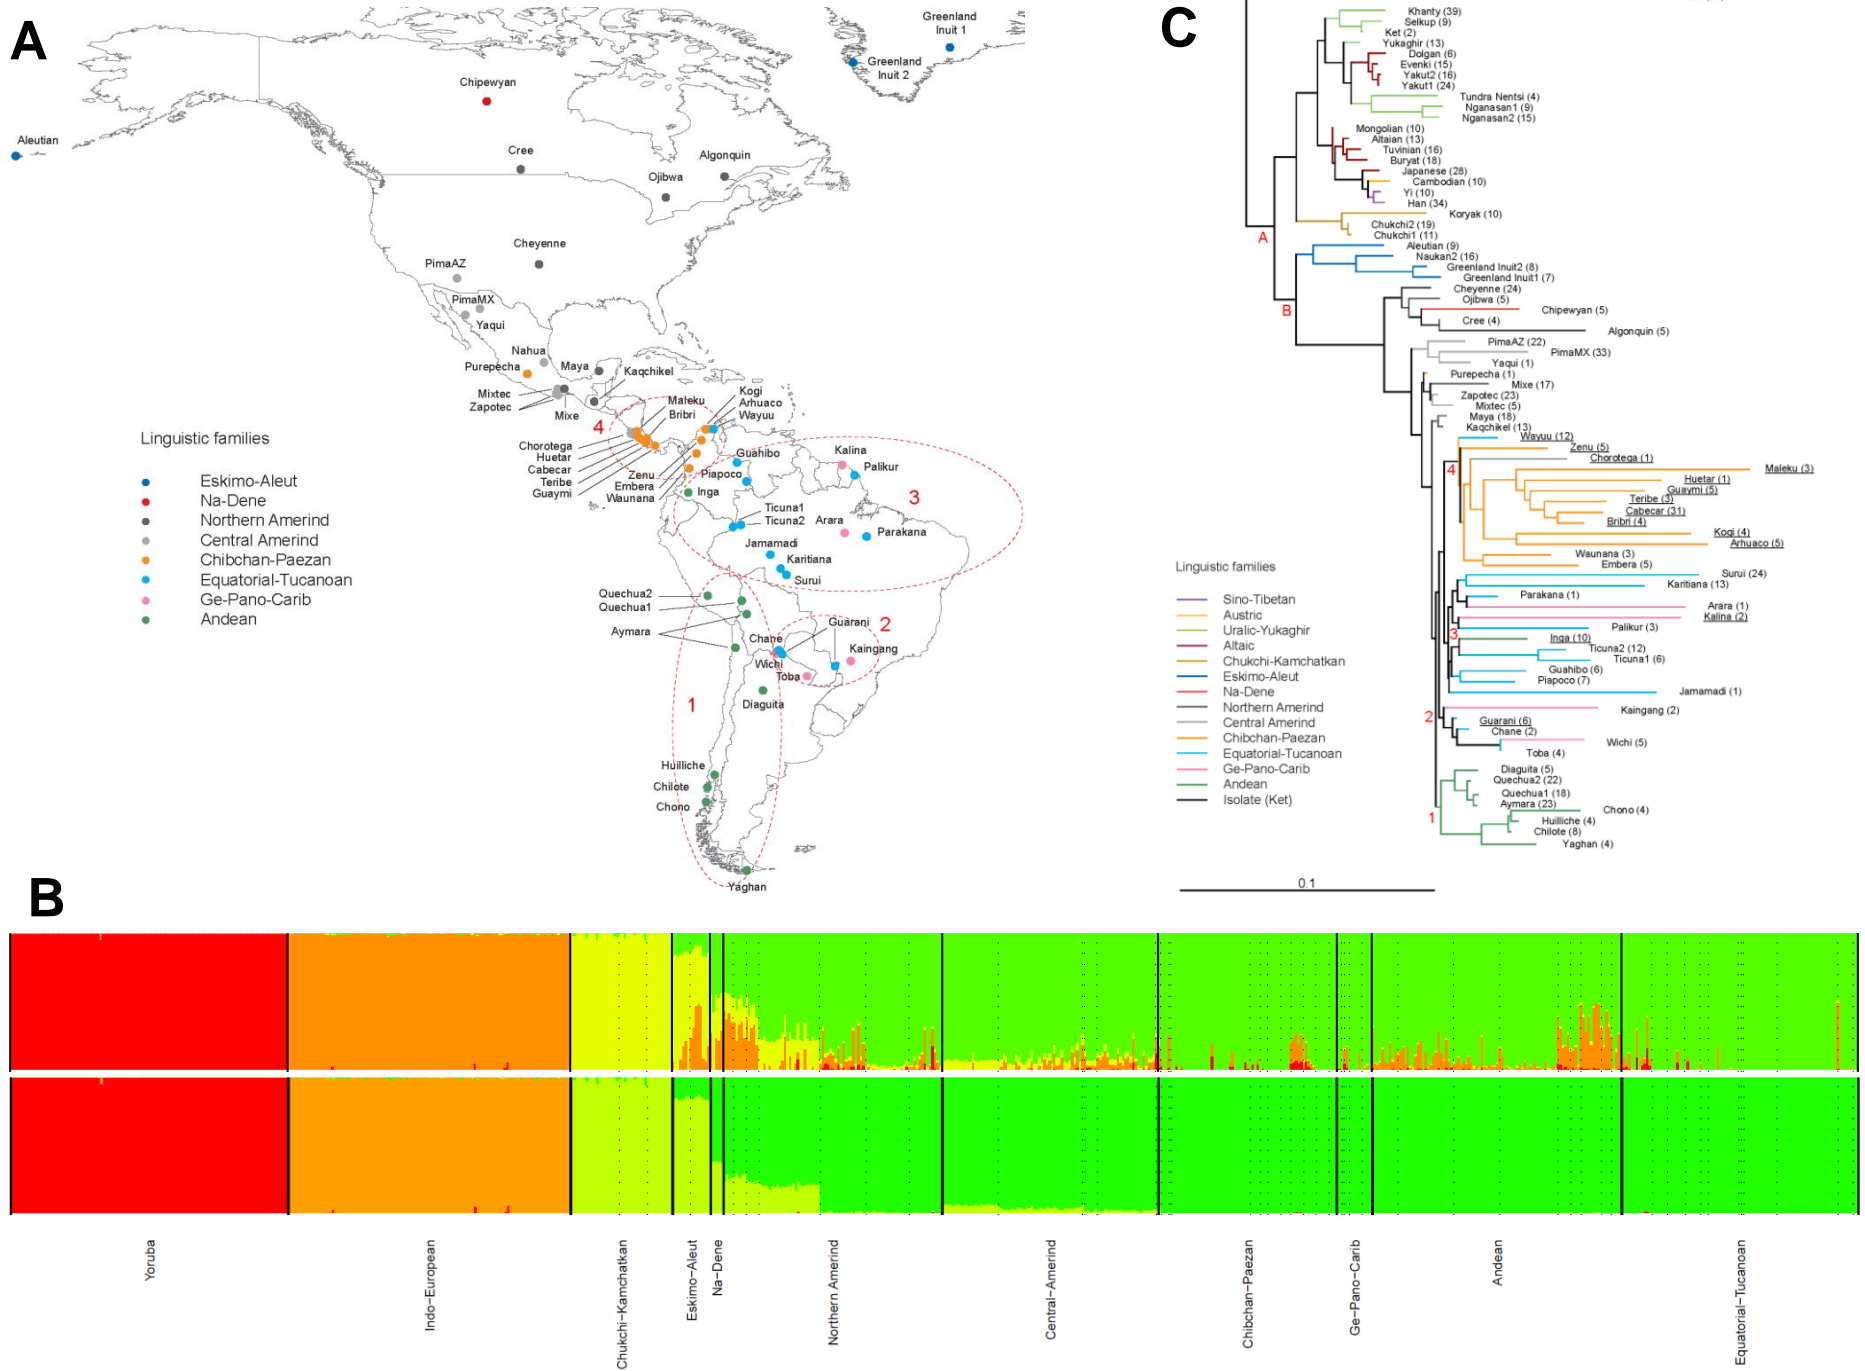 A
Greenland
Inuit 1
Greenland
Inuit 2
Chipewyan
Aleutian
Cree
Algonquin
Ojibwa
Cheyenne
PimaAZ
PimaMX
Yaqui
Nahua
Purepecha
Maya
Kaqchikel
Mixtec
Zapotec
Mixe
Maleku
Bribri
Kogi
Arhuaco
Wayuu
4
Chorotega
Huetar
Cabecar
Teribe
Guaymi
Zenu
Embera
Waunana
Guahibo
Piapoco
Inga
Kalina
Palikur
3
Ticuna1
Ticuna2
Arara
Parakana
Jamamadi
Karitiana
Surui
Quechua2
Quechua1
Aymara
Guarani
2
Chane
Kaingang
Wichi
Toba
1
Diaguita
Huilliche
Chilote
Chono
Yaghan
Linguistic families
Eskimo-Aleut
Na-Dene
Northern Amerind
Central Amerind
Chibchan-Paezan
Equatorial-Tucanoan
Ge-Pano-Carib
Andean
C
Khanty (39)
Selkup (9)
Ket (2)
Yukaghir (13)
Dolgan (6)
Evenki (15)
Yakut2 (16)
Yakut1 (24)
Tundra Nentsi (4)
Nganasan1 (9)
Nganasan2 (15)
Mongolian (10)
Altaian (13)
Tuvinian (16)
Buryat (18)
Japanese (28)
Cambodian (10)
Yi (10)
Han (34)
Koryak (10)
Chukchi2 (19)
Chukchi1 (11)
A
Aleutian (9)
Naukan2 (16)
Greenland Inuit2 (8)
Greenland Inuit1 (7)
B
Cheyenne (24)
Ojibwa (5)
Chipewyan (5)
Cree (4)
Algonquin (5)
PimaAZ (22)
PimaMX (33)
Yaqui (1)
Purepecha (1)
Mixe (17)
Zapotec (23)
Mixtec (5)
Maya (18)
Kaqchikel (13)
Wayuu (12)
Zenu (5)
Chorotega (1)
4
Maleku (3)
Huetar (1)
Guaymi (5)
Teribe (3)
Cabecar (31)
Bribri (4)
Kogi (4)
Arhuaco (5)
Waunana (3)
Embera (5)
Surui (24)
Karitiana (13)
Parakana (1)
Arara (1)
Kalina (2)
Palikur (3)
3
Inga (10)
Ticuna2 (12)
Ticuna1 (6)
Guahibo (6)
Piapoco (7)
Jamamadi (1)
Kaingang (2)
2
Guarani (6)
Chane (2)
Wichi (5)
Toba (4)
Diaguita (5)
Quechua2 (22)
Quechua1 (18)
Aymara (23)
Chono (4)
1
Huilliche (4)
Chilote (8)
Yaghan (4)
Linguistic families
Sino-Tibetan
Austric
Uralic-Yukaghir
Altaic
Chukchi-Kamchatkan
Eskimo-Aleut
Na-Dene
Northern Amerind
Central Amerind
Chibchan-Paezan
Equatorial-Tucanoan
Ge-Pano-Carib
Andean
Isolate (Ket)
0.1
B
Yoruba
Indo-European
Chukchi-Kamchatkan
Eskimo-Aleut
Na-Dene
Northern Amerind
Central-Amerind
Chibchan-Paezan
Ge-Pano-Carib
Andean
Equatorial-Tucanoan